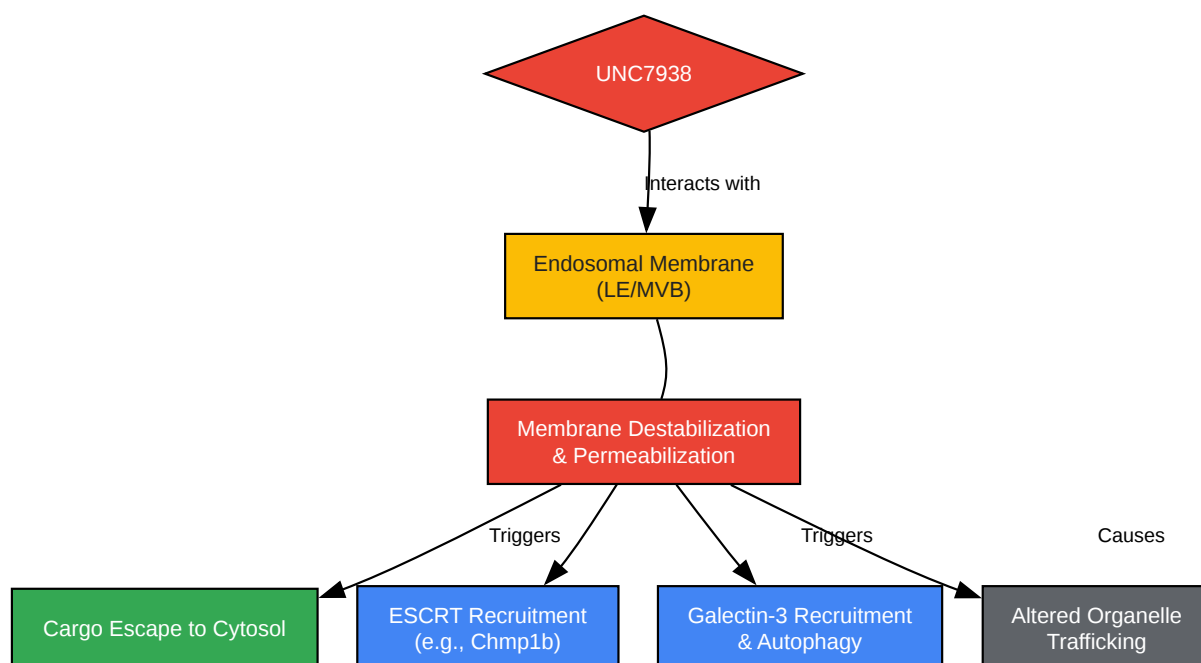 UNC7938
Interacts with
Endosomal Membrane
(LE/MVB)
Membrane Destabilization
& Permeabilization
Triggers
Triggers
Causes
Cargo Escape to Cytosol
ESCRT Recruitment
(e.g., Chmp1b)
Galectin-3 Recruitment
& Autophagy
Altered Organelle
Trafficking